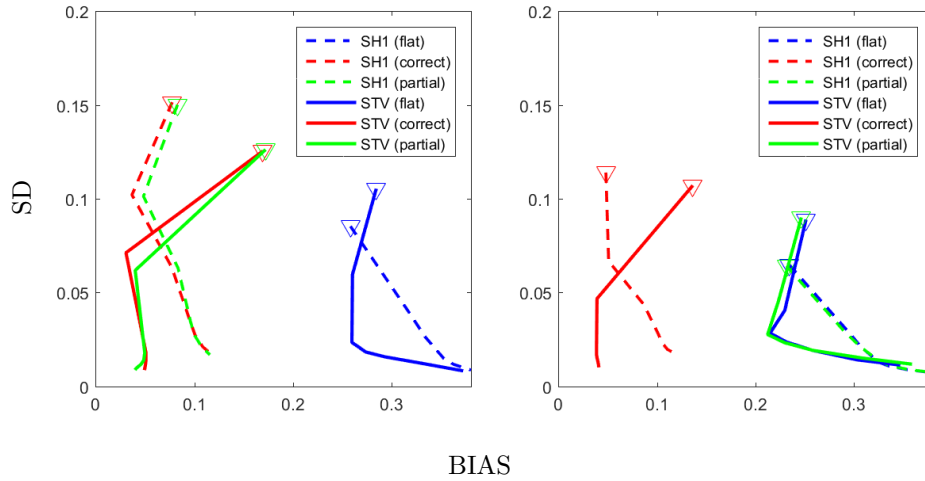 0.2
0.15
0.1
0.05
0
0
0.1
0.2
0.3
SH1 (flat)
SH1 (correct)
SH1 (partial)
STV (flat)
STV (correct)
STV (partial)
SD
0.2
0.15
0.1
0.05
0
0
0.1
0.2
0.3
SH1 (flat)
SH1 (correct)
SH1 (partial)
STV (flat)
STV (correct)
STV (partial)
BIAS